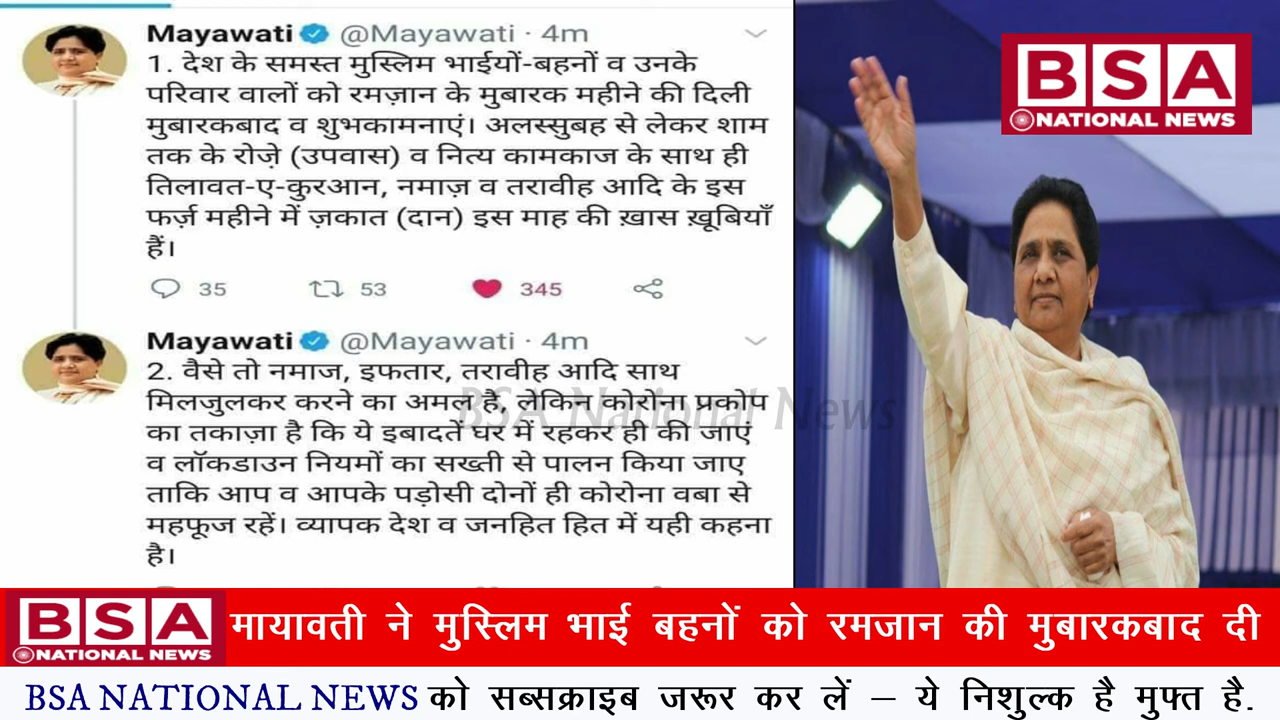 Mayawati @Mayawati · 4m
1. देश के समस्त मुस्लिम भाईयों-बहनों व उनके
परिवार वालों को रमज़ान के मुबारक महीने की दिली
मुबारकबाद व शुभकामनाएं। अलस्सुबह से लेकर शाम
तक के रोज़े (उपवास) व नित्य कामकाज के साथ ही
तिलावत-ए-कुरआन, नमाज़ व तरावीह आदि के इस
फर्ज़ महीने में ज़कात (दान) इस माह की ख़ास ख़ूबियाँ
हैं।
35 53 345
Mayawati @Mayawati · 4m
2. वैसे तो नमाज, इफतार, तरावीह आदि साथ
मिलजुलकर करने का अमल है, लेकिन कोरोना प्रकोप
का तकाज़ा है कि ये इबादतें घर में रहकर ही की जाएं
व लॉकडाउन नियमों का सख्ती से पालन किया जाए
ताकि आप व आपके पड़ोसी दोनों ही कोरोना वबा से
महफूज रहें। व्यापक देश व जनहित हित में यही कहना
है।
BSA National News
BSA
NATIONAL NEWS
BSA
NATIONAL NEWS
मायावती ने मुस्लिम भाई बहनों को रमजान की मुबारकबाद दी
BSA NATIONAL NEWS को सब्सक्राइब जरूर कर लें – ये निशुल्क है मुफ्त है.